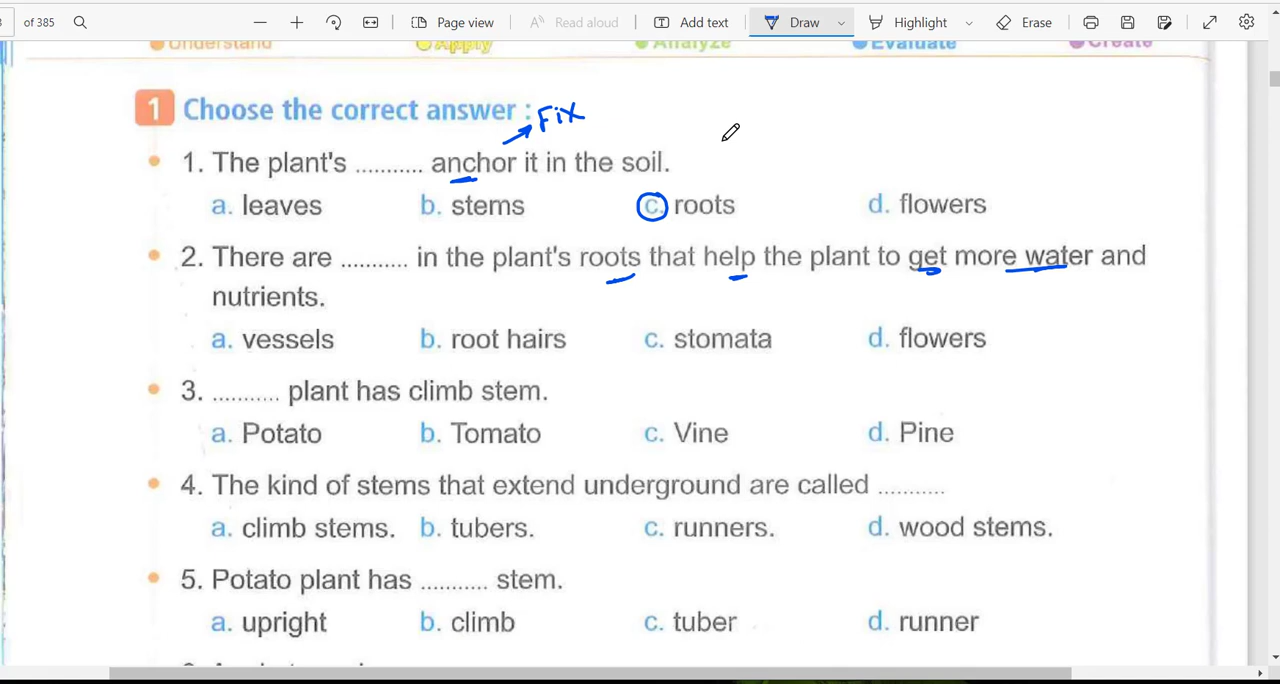 of 385 Page view Read aloud Add text Draw Highlight Erase
Understand Apply Analyze Evaluate Create
1 Choose the correct answer : Fix
1. The plant's ........... anchor it in the soil.
a. leaves b. stems c. roots d. flowers
2. There are ........... in the plant's roots that help the plant to get more water and
nutrients.
a. vessels b. root hairs c. stomata d. flowers
3. ........... plant has climb stem.
a. Potato b. Tomato c. Vine d. Pine
4. The kind of stems that extend underground are called ...........
a. climb stems. b. tubers. c. runners. d. wood stems.
5. Potato plant has ........... stem.
a. upright b. climb c. tuber d. runner